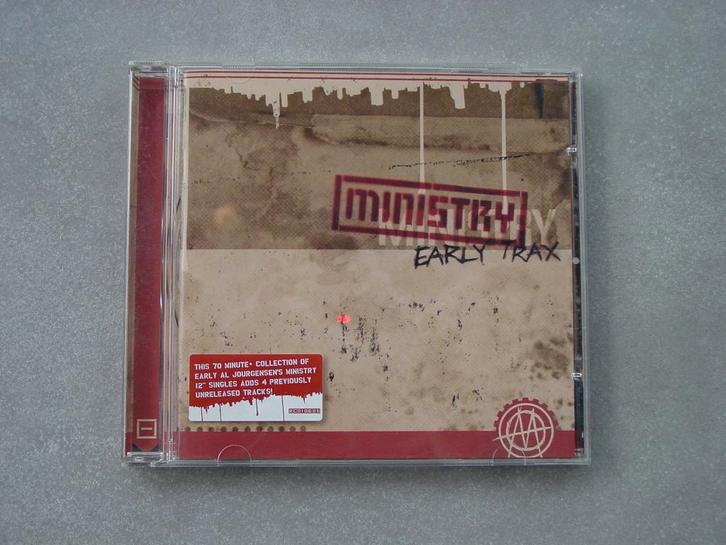 MINISTRY
MINISTRY
EARLY TRAX
THIS 70 MINUTE+ COLLECTION OF
EARLY AL JOURGENSEN'S MINISTRY
12" SINGLES ADDS 4 PREVIOUSLY
UNRELEASED TRACKS!